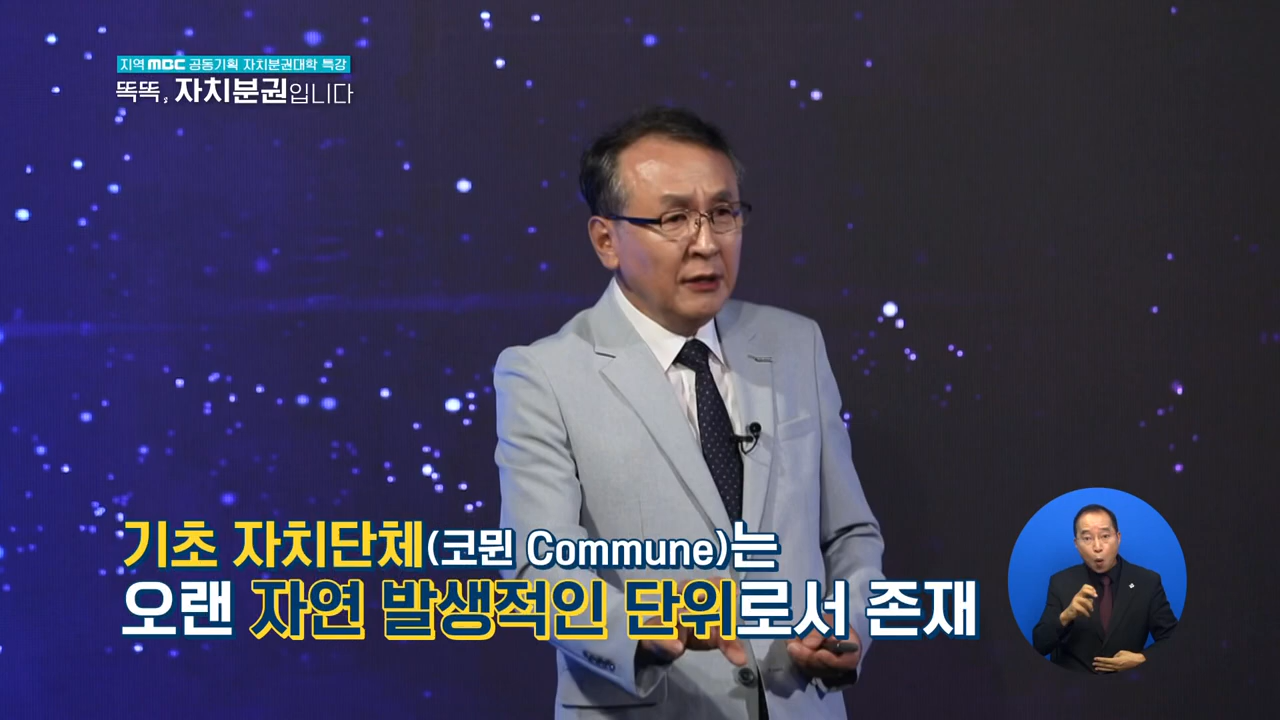 지역 MBC 공동기획 자치분권대학 특강
똑똑, 자치분권입니다
기초 자치단체(코뮌 Commune)는
오랜 자연 발생적인 단위로서 존재